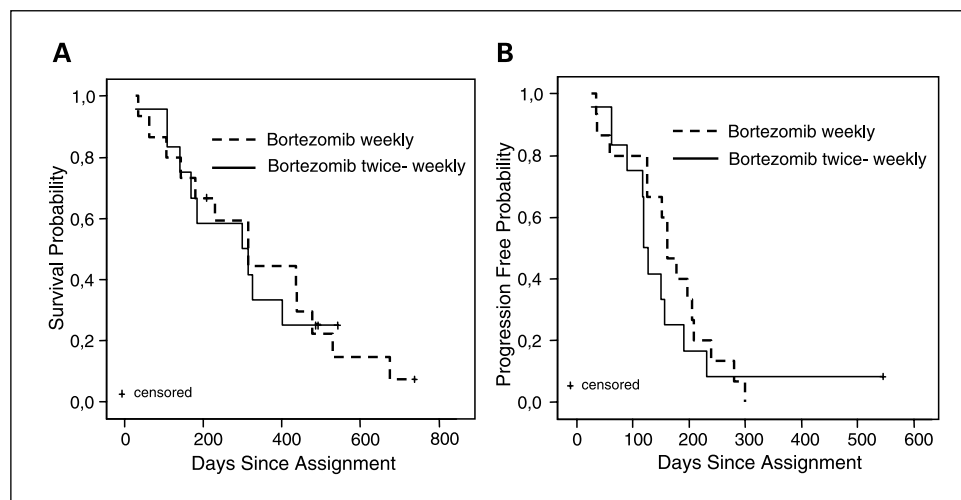 A
Survival Probability
1,0
0,8
0,6
0,4
0,2
0,0
Bortezomib weekly
Bortezomib twice- weekly
+ censored
0 200 400 600 800
Days Since Assignment
B
Progression Free Probability
1,0
0,8
0,6
0,4
0,2
0,0
Bortezomib weekly
Bortezomib twice- weekly
+ censored
0 100 200 300 400 500 600
Days Since Assignment